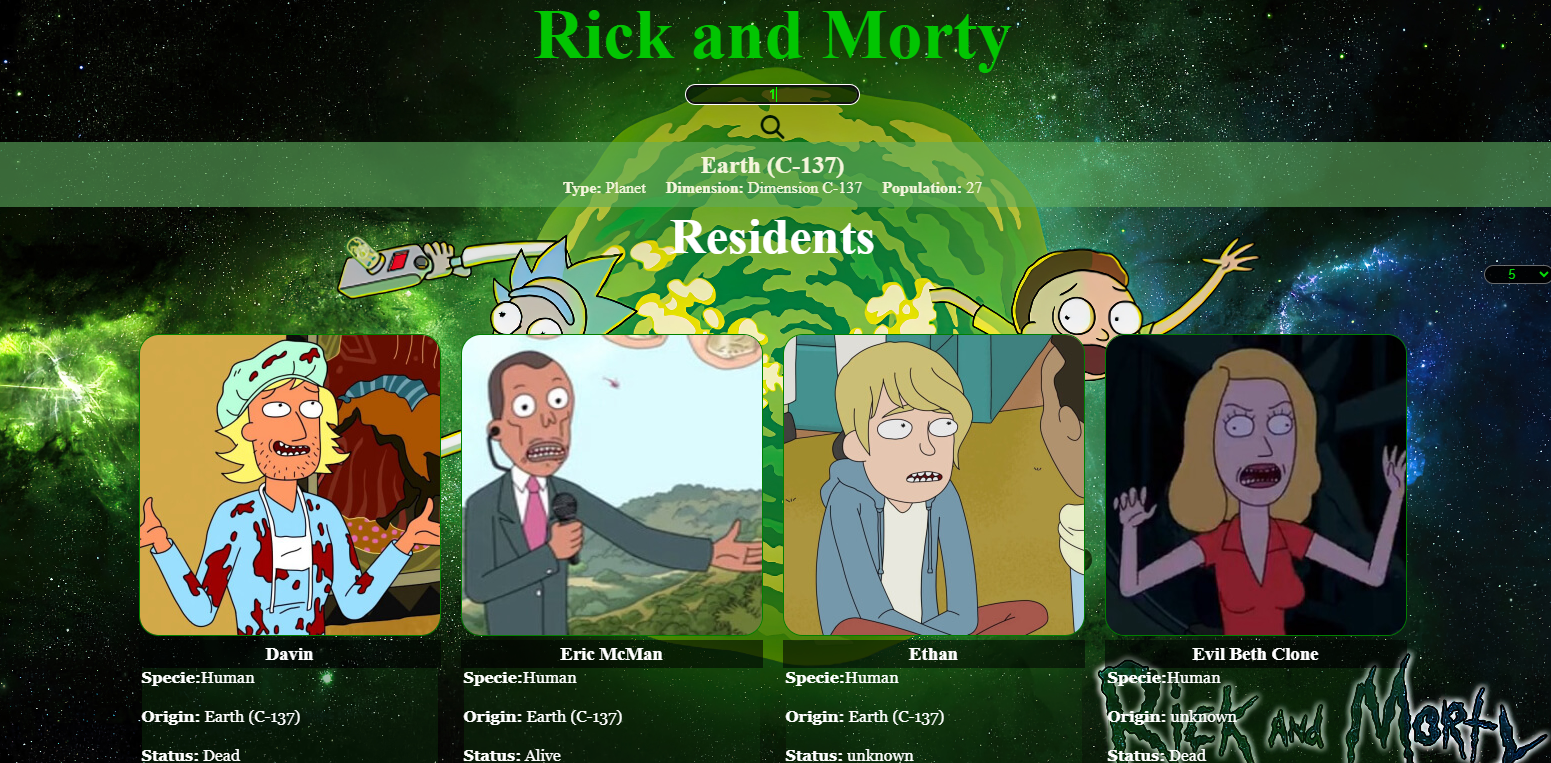 Rick and Morty
1
Earth (C-137)
Type: Planet Dimension: Dimension C-137 Population: 27
Residents
5
Davin
Specie:Human
Origin: Earth (C-137)
Status: Dead
Eric McMan
Specie:Human
Origin: Earth (C-137)
Status: Alive
Ethan
Specie:Human
Origin: Earth (C-137)
Status: unknown
Evil Beth Clone
Specie:Human
Origin: unknown
Status: Dead
Rick and Morty